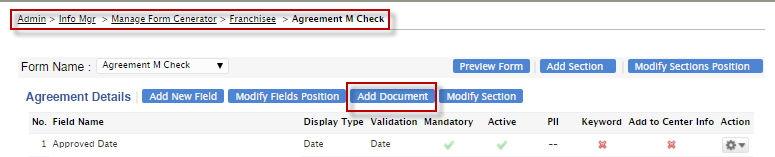 Admin > Info Mgr > Manage Form Generator > Franchisee > Agreement M Check
Form Name : Agreement M Check ▼ Preview Form Add Section Modify Sections Position
Agreement Details Add New Field Modify Fields Position Add Document Modify Section
No. Field Name Display Type Validation Mandatory Active PII Keyword Add to Center Info Action
1 Approved Date Date Date --